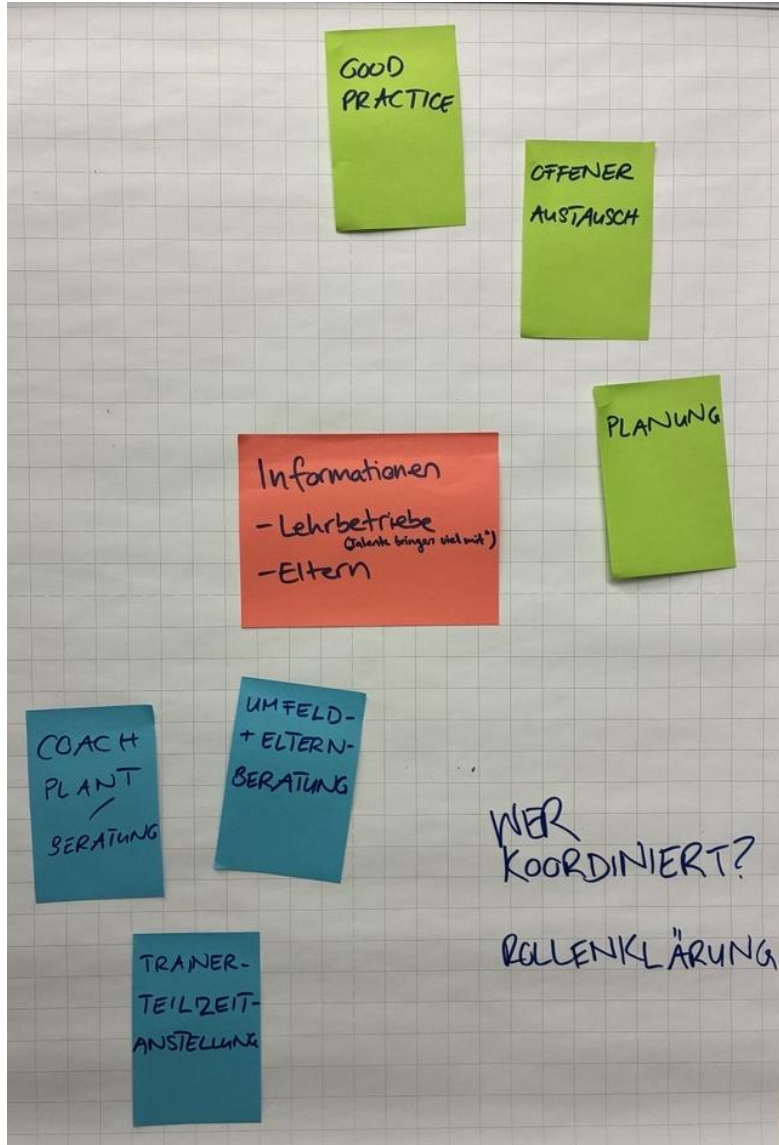 GOOD
PRACTICE
OFFENER
AUSTAUSCH
PLANUNG
Informationen
- Lehrbetriebe
(Talente bringen viel mit")
- Eltern
COACH
PLANT
/
BERATUNG
UMFELD-
+ ELTERN-
BERATUNG
TRAINER-
TEILZEIT-
ANSTELLUNG
WER
KOORDINIERT?
ROLLENKLÄRUNG